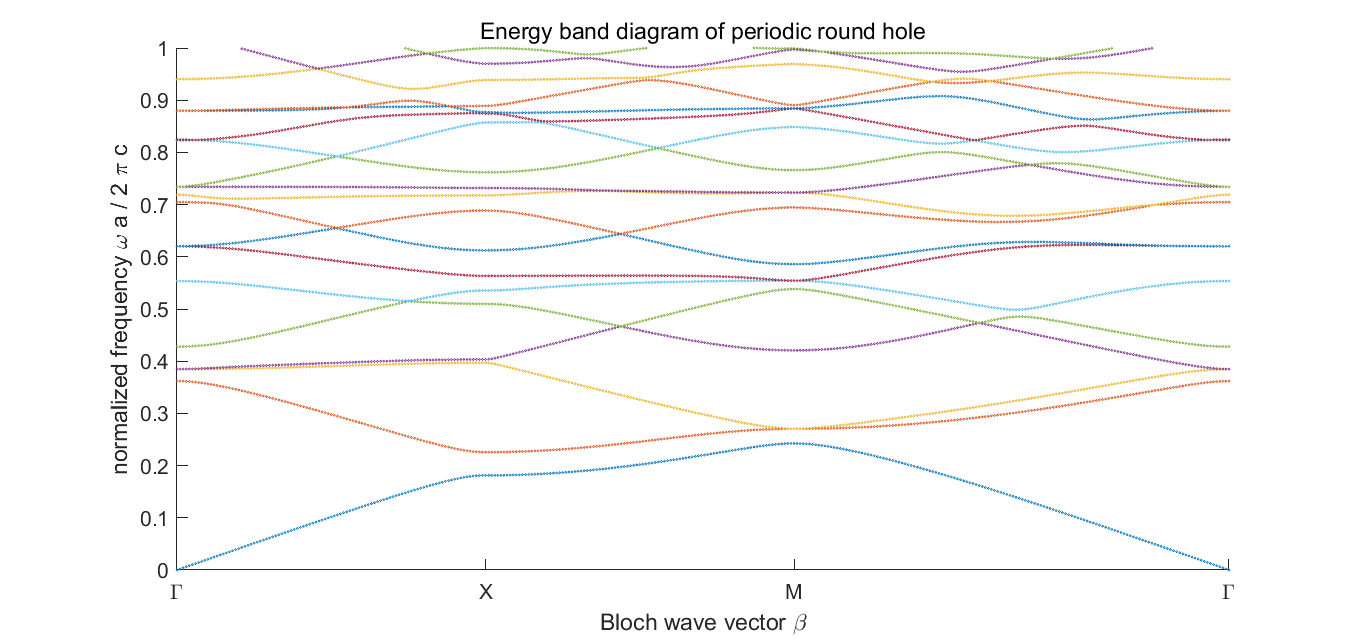 Energy band diagram of periodic round hole
normalized frequency ω a / 2 π c
1
0.9
0.8
0.7
0.6
0.5
0.4
0.3
0.2
0.1
0
Γ X M Γ
Bloch wave vector β